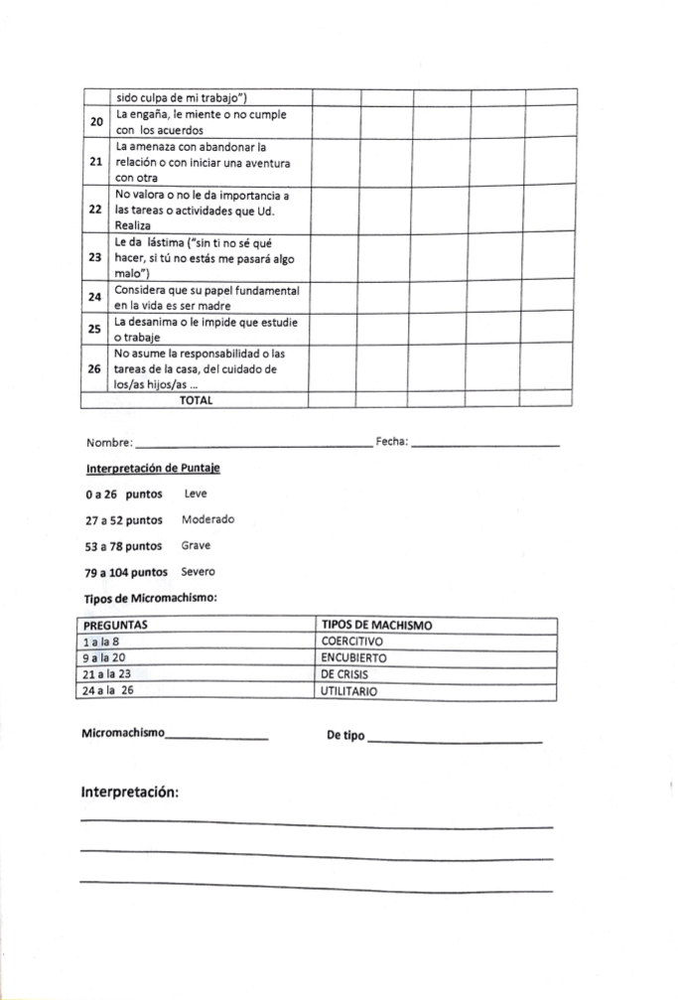 sido culpa de mi trabajo")
20 La engaña, le miente o no cumple
con los acuerdos
La amenaza con abandonar la
21 relación o con iniciar una aventura
con otra
No valora o no le da importancia a
22 las tareas o actividades que Ud.
Realiza
Le da lástima ("sin ti no sé qué
23 hacer, si tú no estás me pasará algo
malo")
24 Considera que su papel fundamental
en la vida es ser madre
25 La desanima o le impide que estudie
o trabaje
No asume la responsabilidad o las
26 tareas de la casa, del cuidado de
los/as hijos/as ...
TOTAL
Nombre: Fecha:
Interpretación de Puntaje
0 a 26 puntos Leve
27 a 52 puntos Moderado
53 a 78 puntos Grave
79 a 104 puntos Severo
Tipos de Micromachismo:
PREGUNTAS TIPOS DE MACHISMO
1 a la 8 COERCITIVO
9 a la 20 ENCUBIERTO
21 a la 23 DE CRISIS
24 a la 26 UTILITARIO
Micromachismo De tipo
Interpretación: